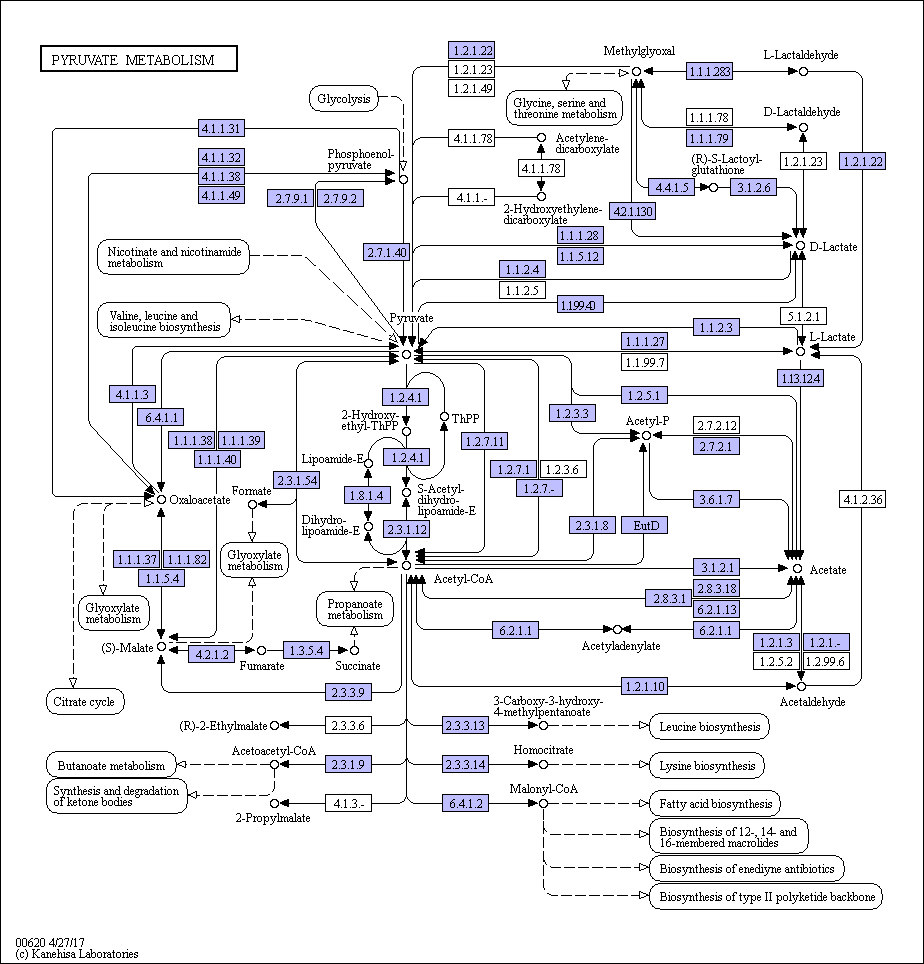 PYRUVATE METABOLISM
1.2.1.22
1.2.1.23
1.2.1.49
Methylglyoxal
1.1.1.283
L-Lactaldehyde
Glycolysis
Glycine, serine and
threonine metabolism
1.1.1.78
1.1.1.79
D-Lactaldehyde
4.1.1.31
4.1.1.32
4.1.1.38
4.1.1.49
Phosphoenol-
pyruvate
4.1.1.78
Acetylene-
dicarboxylate
4.1.1.78
(R)-S-Lactoyl-
glutathione
1.2.1.23
1.2.1.22
2.7.9.1
2.7.9.2
4.1.1.-
2-Hydroxyethylene-
dicarboxylate
4.4.1.5
3.1.2.6
4.2.1.130
Nicotinate and nicotinamide
metabolism
2.7.1.40
1.1.1.28
1.1.5.12
D-Lactate
1.1.2.4
1.1.2.5
Valine, leucine and
isoleucine biosynthesis
Pyruvate
1.1.99.40
5.1.2.1
1.1.2.3
L-Lactate
1.1.1.27
1.1.99.7
1.13.12.4
4.1.1.3
6.4.1.1
1.2.4.1
1.2.5.1
1.2.3.3
2-Hydroxy-
ethyl-ThPP
ThPP
Acetyl-P
2.7.2.12
2.7.2.1
1.1.1.38
1.1.1.39
1.1.1.40
1.2.7.11
Lipoamide-E
1.2.4.1
1.2.7.1
1.2.3.6
1.2.7.-
2.3.1.54
Formate
1.8.1.4
S-Acetyl-
dihydro-
lipoamide-E
Oxaloacetate
3.6.1.7
4.1.2.36
Dihydro-
lipoamide-E
2.3.1.12
2.3.1.8
EutD
1.1.1.37
1.1.1.82
1.1.5.4
Glyoxylate
metabolism
Acetyl-CoA
3.1.2.1
Acetate
2.8.3.18
2.8.3.1
6.2.1.13
Glyoxylate
metabolism
Propanoate
metabolism
6.2.1.1
6.2.1.1
Acetyladenylate
(S)-Malate
4.2.1.2
Fumarate
1.3.5.4
Succinate
1.2.1.3
1.2.1.-
1.2.5.2
1.2.99.6
2.3.3.9
1.2.1.10
Acetaldehyde
Citrate cycle
(R)-2-Ethylmalate
2.3.3.6
2.3.3.13
3-Carboxy-3-hydroxy-
4-methylpentanoate
Leucine biosynthesis
Acetoacetyl-CoA
Butanoate metabolism
2.3.1.9
2.3.3.14
Homocitrate
Lysine biosynthesis
Synthesis and degradation
of ketone bodies
4.1.3.-
2-Propylmalate
6.4.1.2
Malonyl-CoA
Fatty acid biosynthesis
Biosynthesis of 12-, 14- and
16-membered macrolides
Biosynthesis of enediyne antibiotics
Biosynthesis of type II polyketide backbone
00620 4/27/17
(c) Kanehisa Laboratories